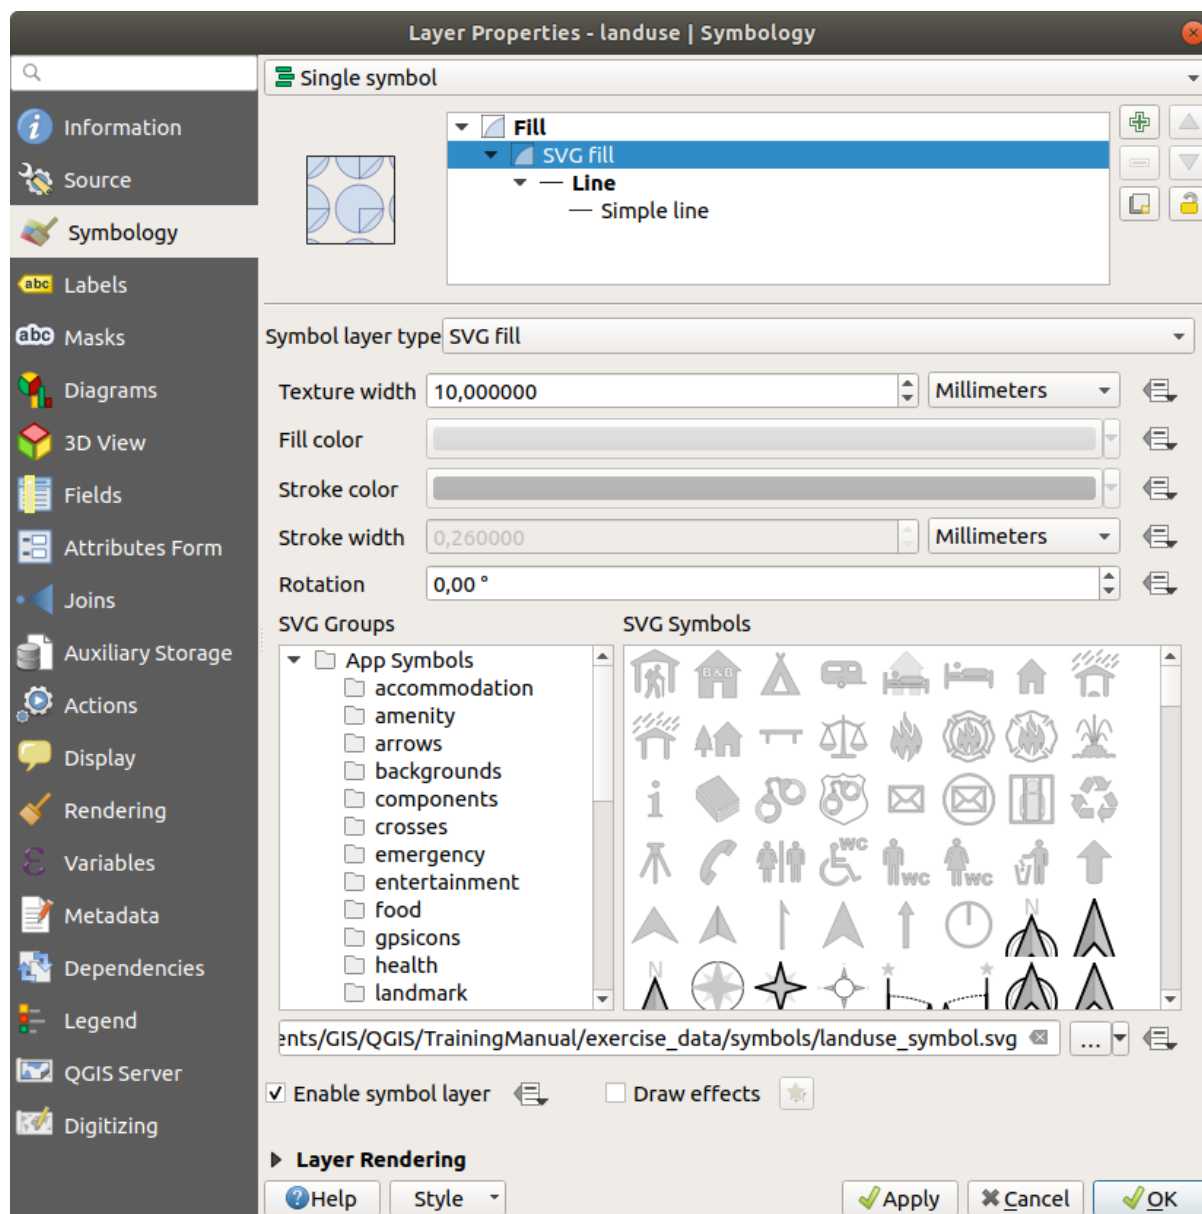 Layer Properties - landuse | Symbology
Information
Source
Symbology
abc Labels
abc Masks
Diagrams
3D View
Fields
Attributes Form
Joins
Auxiliary Storage
Actions
Display
Rendering
Variables
Metadata
Dependencies
Legend
QGIS Server
Digitizing
Single symbol
Fill
SVG fill
Line
Simple line
Symbol layer type SVG fill
Texture width 10,000000 Millimeters
Fill color
Stroke color
Stroke width 0,260000 Millimeters
Rotation 0,00 °
SVG Groups
App Symbols
accommodation
amenity
arrows
backgrounds
components
crosses
emergency
entertainment
food
gpsicons
health
landmark
SVG Symbols
B&B
i
WC
WC WC
N
N
ents/GIS/QGIS/TrainingManual/exercise_data/symbols/landuse_symbol.svg ...
Enable symbol layer Draw effects
Layer Rendering
Help Style Apply Cancel OK